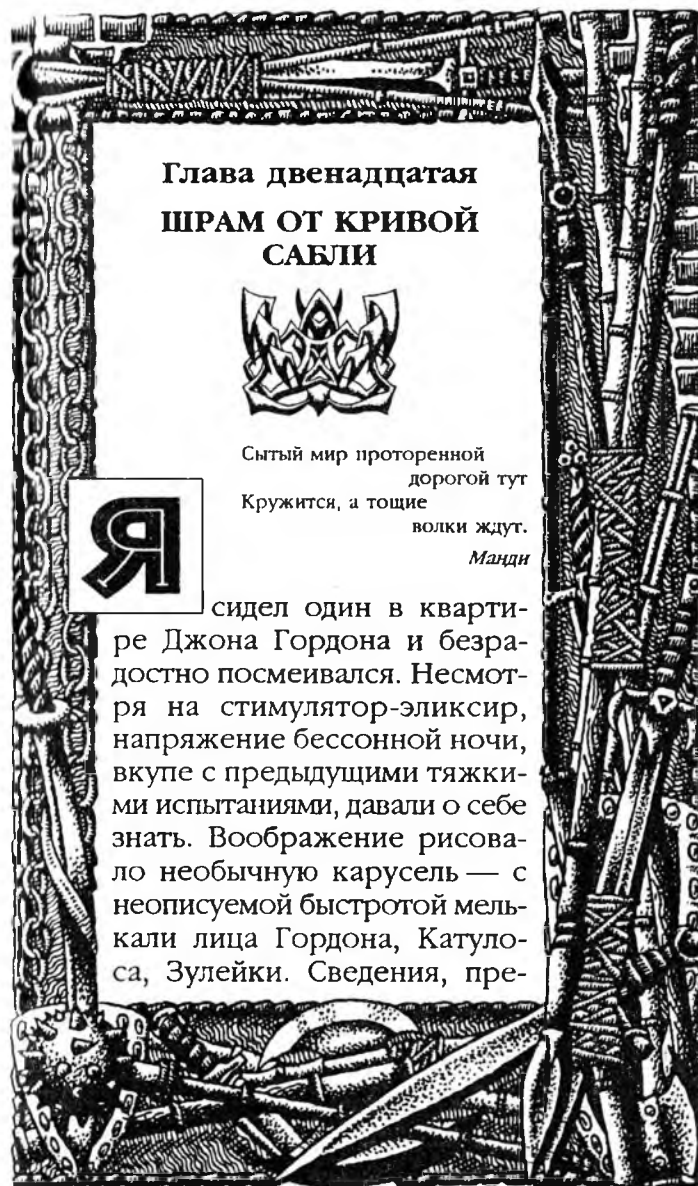 Глава двенадцатая
ШРАМ ОТ КРИВОЙ
САБЛИ
Сытый мир проторенной
дорогой тут
Кружится, а тощие
волки ждут.
Манди
Я сидел один в кварти-
ре Джона Гордона и безра-
достно посмеивался. Несмот-
ря на стимулятор-эликсир,
напряжение бессонной ночи,
вкупе с предыдущими тяжки-
ми испытаниями, давали о себе
знать. Воображение рисова-
ло необычную карусель — с
неописуемой быстротой мель-
кали лица Гордона, Катуло-
са, Зулейки. Сведения, пре-